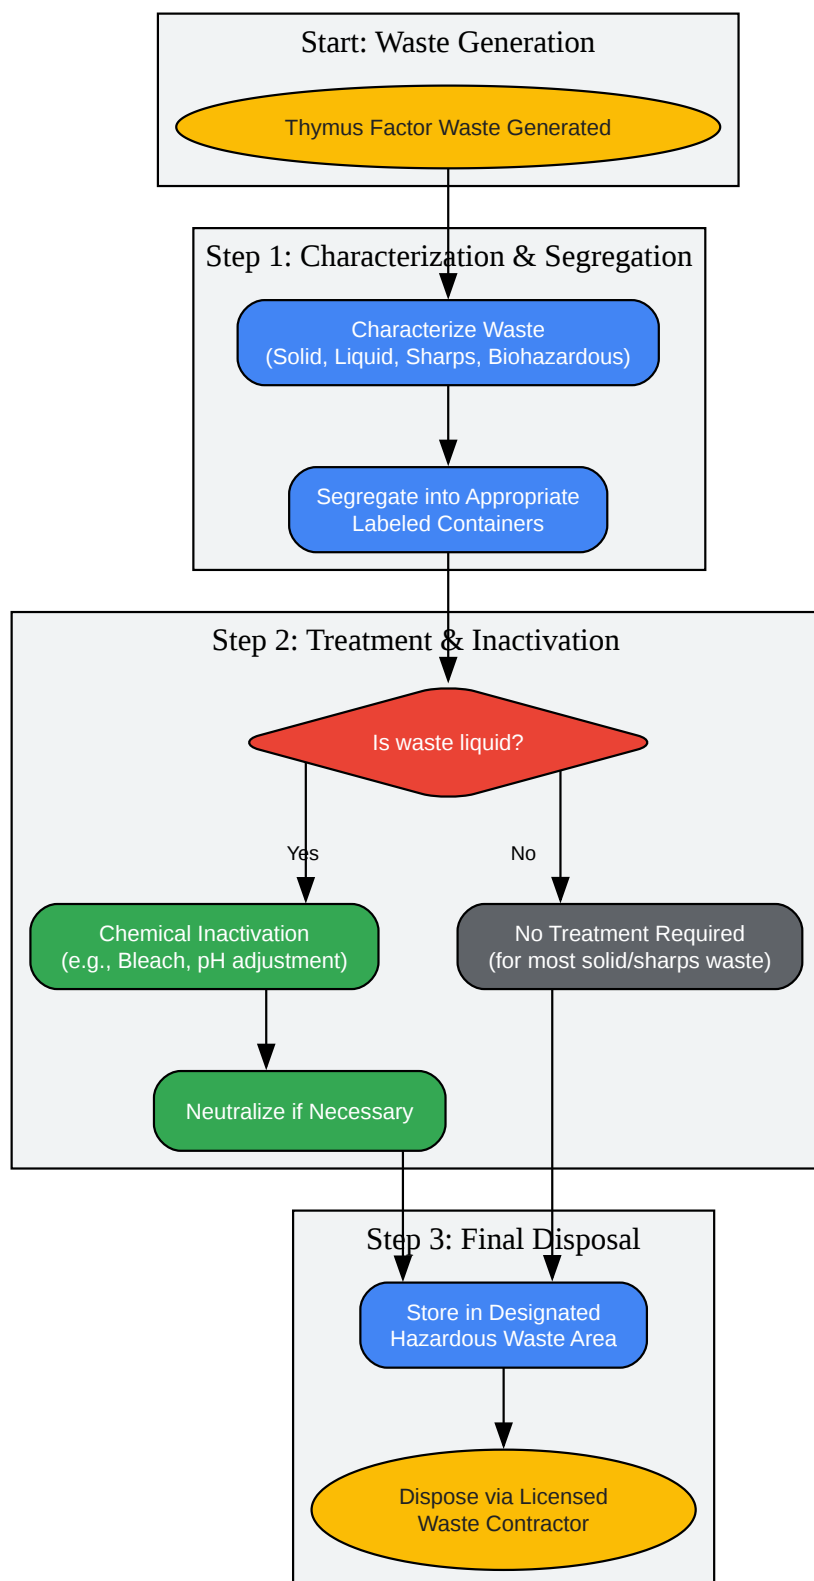 Start: Waste Generation
Thymus Factor Waste Generated
Step 1: Characterization & Segregation
Characterize Waste
(Solid, Liquid, Sharps, Biohazardous)
Segregate into Appropriate
Labeled Containers
Step 2: Treatment & Inactivation
Is waste liquid?
Yes
No
Chemical Inactivation
(e.g., Bleach, pH adjustment)
No Treatment Required
(for most solid/sharps waste)
Neutralize if Necessary
Step 3: Final Disposal
Store in Designated
Hazardous Waste Area
Dispose via Licensed
Waste Contractor